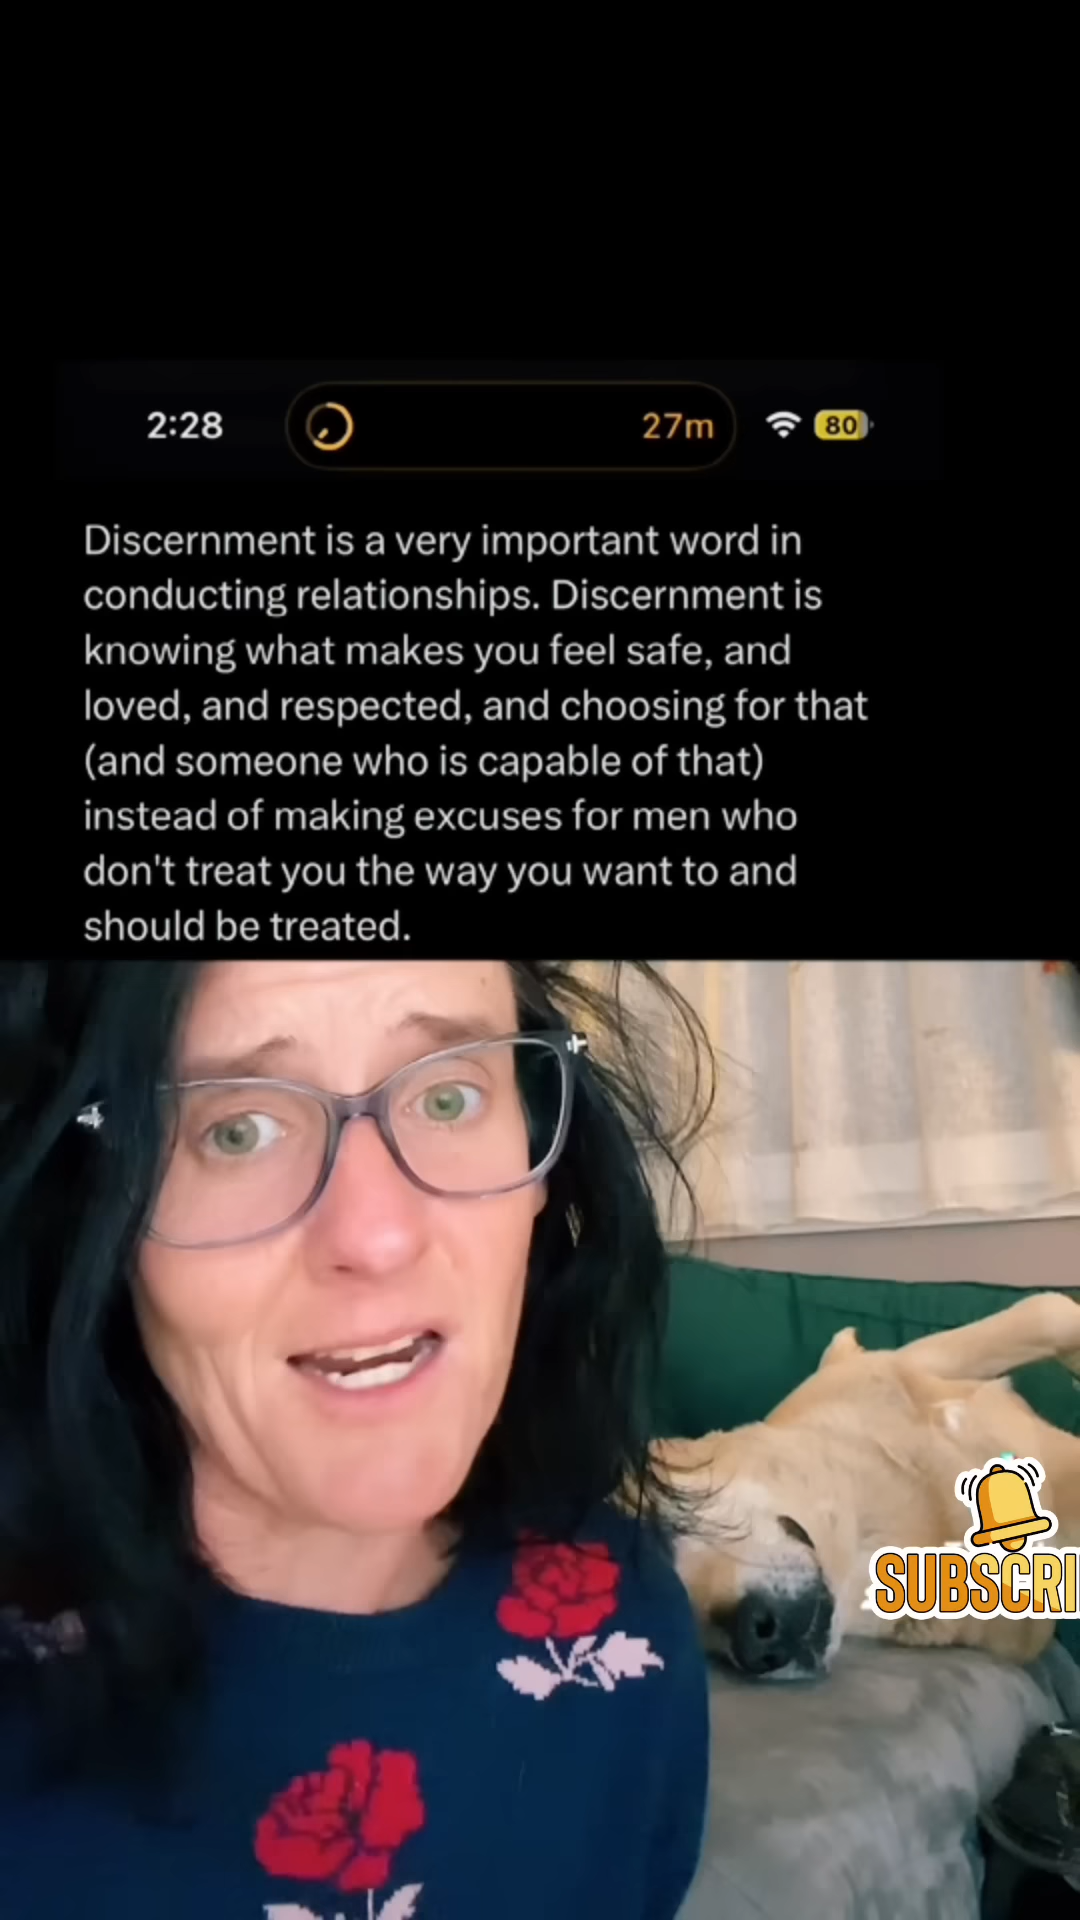 2:28
27m
80
Discernment is a very important word in
conducting relationships. Discernment is
knowing what makes you feel safe, and
loved, and respected, and choosing for that
(and someone who is capable of that)
instead of making excuses for men who
don't treat you the way you want to and
should be treated.
SUBSCRI